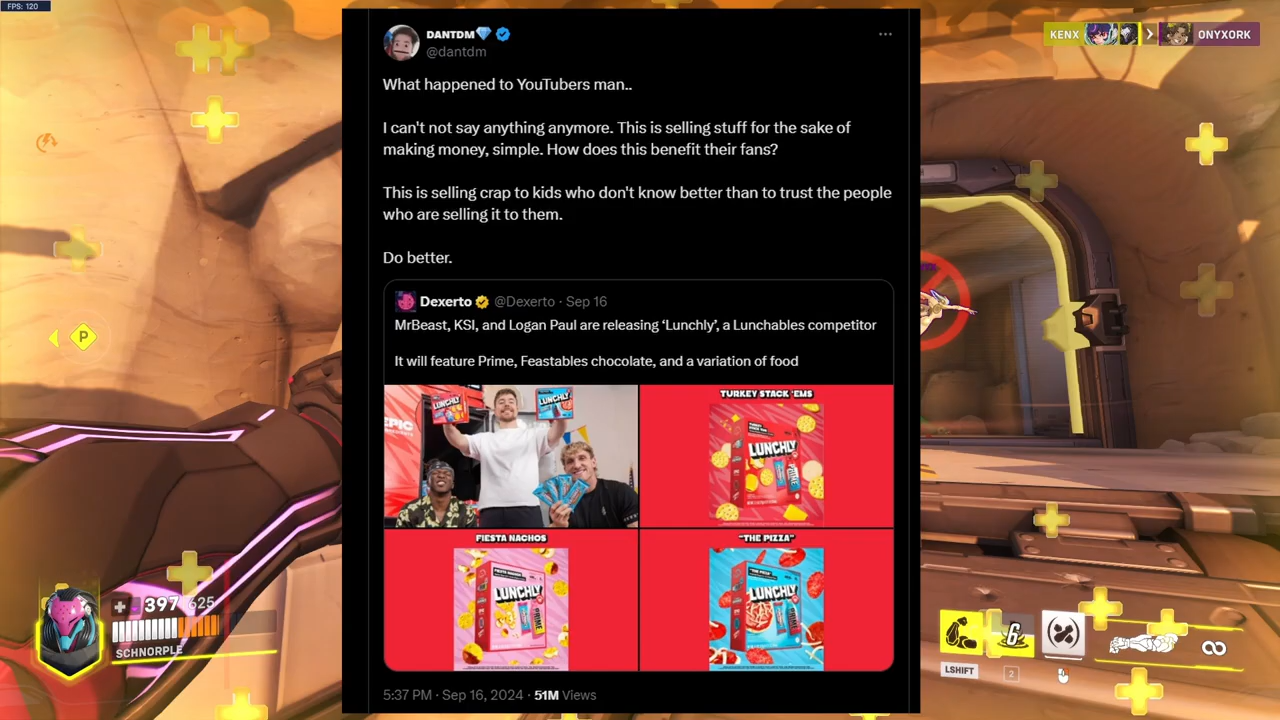 FPS: 120
DANTDM
@dantdm
What happened to YouTubers man..
I can't not say anything anymore. This is selling stuff for the sake of
making money, simple. How does this benefit their fans?
This is selling crap to kids who don't know better than to trust the people
who are selling it to them.
Do better.
Dexerto @Dexerto · Sep 16
MrBeast, KSI, and Logan Paul are releasing ‘Lunchly’, a Lunchables competitor
It will feature Prime, Feastables chocolate, and a variation of food
LUNCHLY
LUNCHLY
TURKEY STACK 'EMS
LUNCHLY
PRIME
FIESTA NACHOS
LUNCHLY
PRIME
"THE PIZZA"
LUNCHLY
5:37 PM · Sep 16, 2024 · 51M Views
KENX
ONYXORK
P
397 625
SCHNORPLE
6
LSHIFT
2